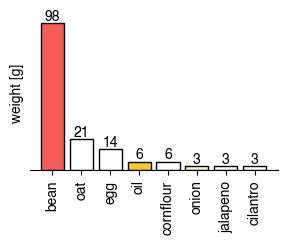 98
21
14
6
6
3
3
3
weight [g]
bean
oat
egg
oil
cornflour
onion
jalapeno
cilantro